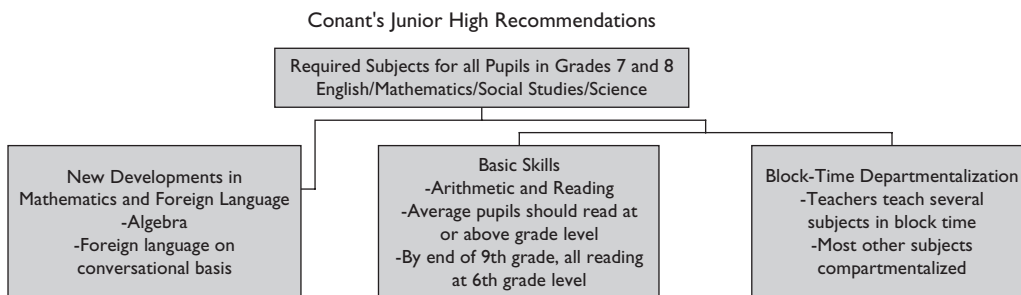 Conant's Junior High Recommendations
Required Subjects for all Pupils in Grades 7 and 8
English/Mathematics/Social Studies/Science
New Developments in
Mathematics and Foreign Language
-Algebra
-Foreign language on
conversational basis
Basic Skills
-Arithmetic and Reading
-Average pupils should read at
or above grade level
-By end of 9th grade, all reading
at 6th grade level
Block-Time Departmentalization
-Teachers teach several
subjects in block time
-Most other subjects
compartmentalized